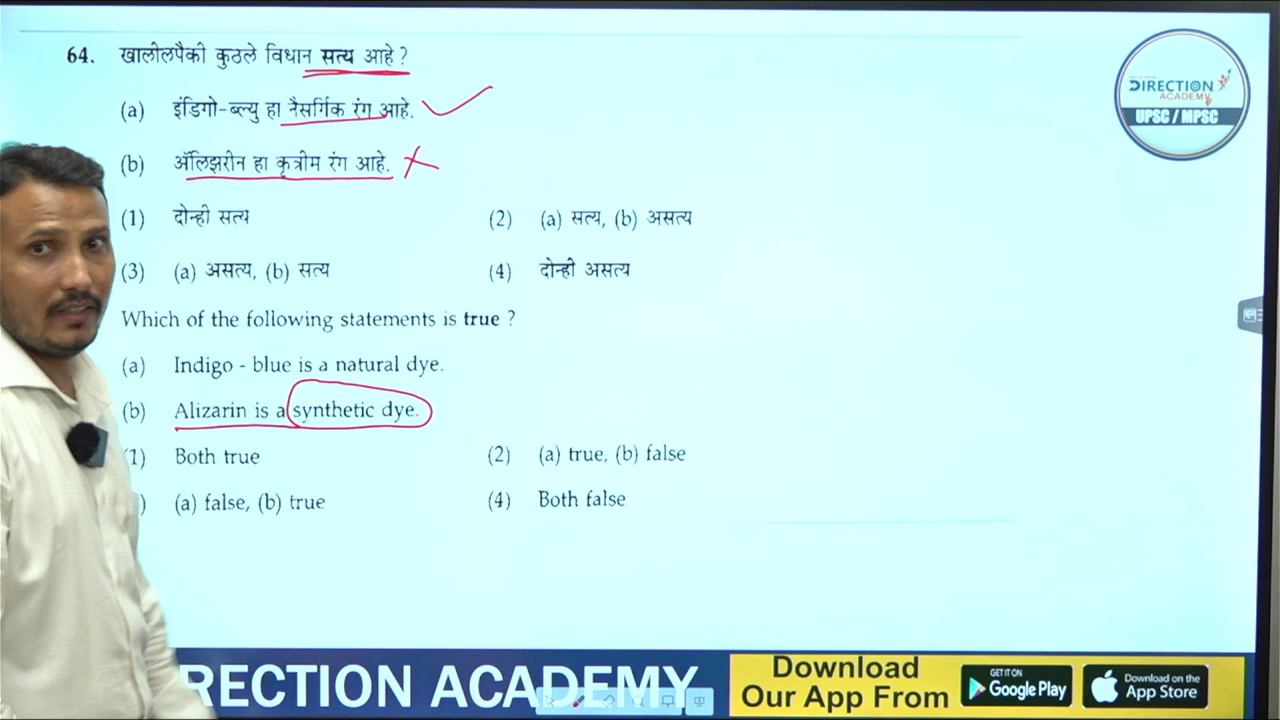 64. खालीलपैकी कुठले विधान सत्य आहे ?
(a) इंडिगो-ब्ल्यु हा नैसर्गिक रंग आहे.
(b) ॲलिझरीन हा कृत्रीम रंग आहे.
(1) दोन्ही सत्य (2) (a) सत्य, (b) असत्य
(3) (a) असत्य, (b) सत्य (4) दोन्ही असत्य
Which of the following statements is true ?
(a) Indigo - blue is a natural dye.
(b) Alizarin is a synthetic dye.
1) Both true (2) (a) true, (b) false
) (a) false, (b) true (4) Both false
DIRECTION
ACADEMY
UPSC / MPSC
RECTION ACADEMY
Download
Our App From
GET IT ON
Google Play
Download on the
App Store